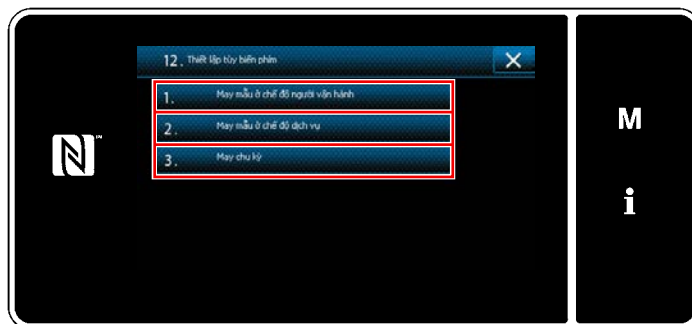 12. Thiết lập tùy biến phím
1. May mẫu ở chế độ người vận hành
2. May mẫu ở chế độ dịch vụ
3. May chu kỳ
N™
M
i